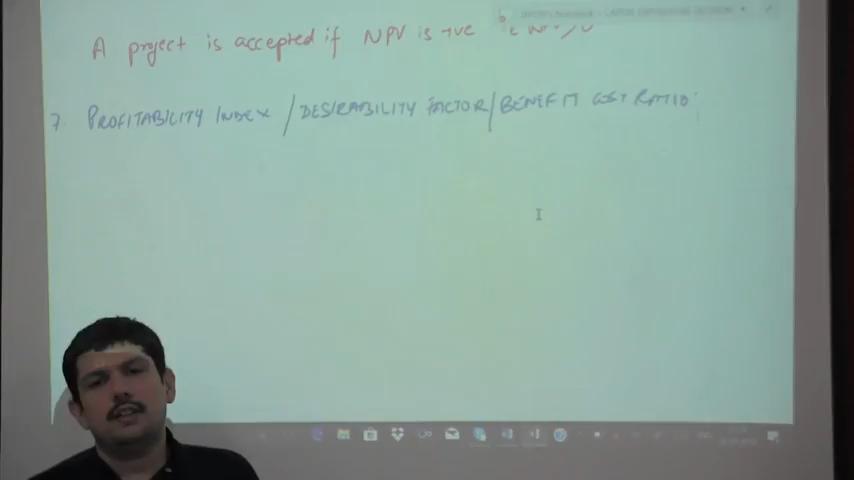 A project is accepted if NPV is +ve
7. PROFITABILITY INDEX / DESIRABILITY FACTOR / BENEFIT COST RATIO